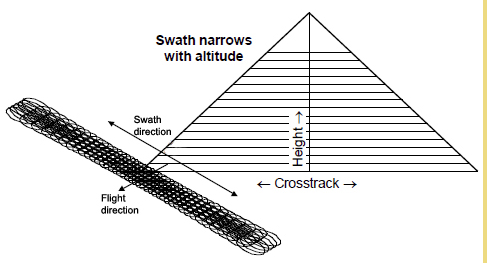 Swath narrows
with altitude
Swath
direction
Height →
← Crosstrack →
Flight
direction